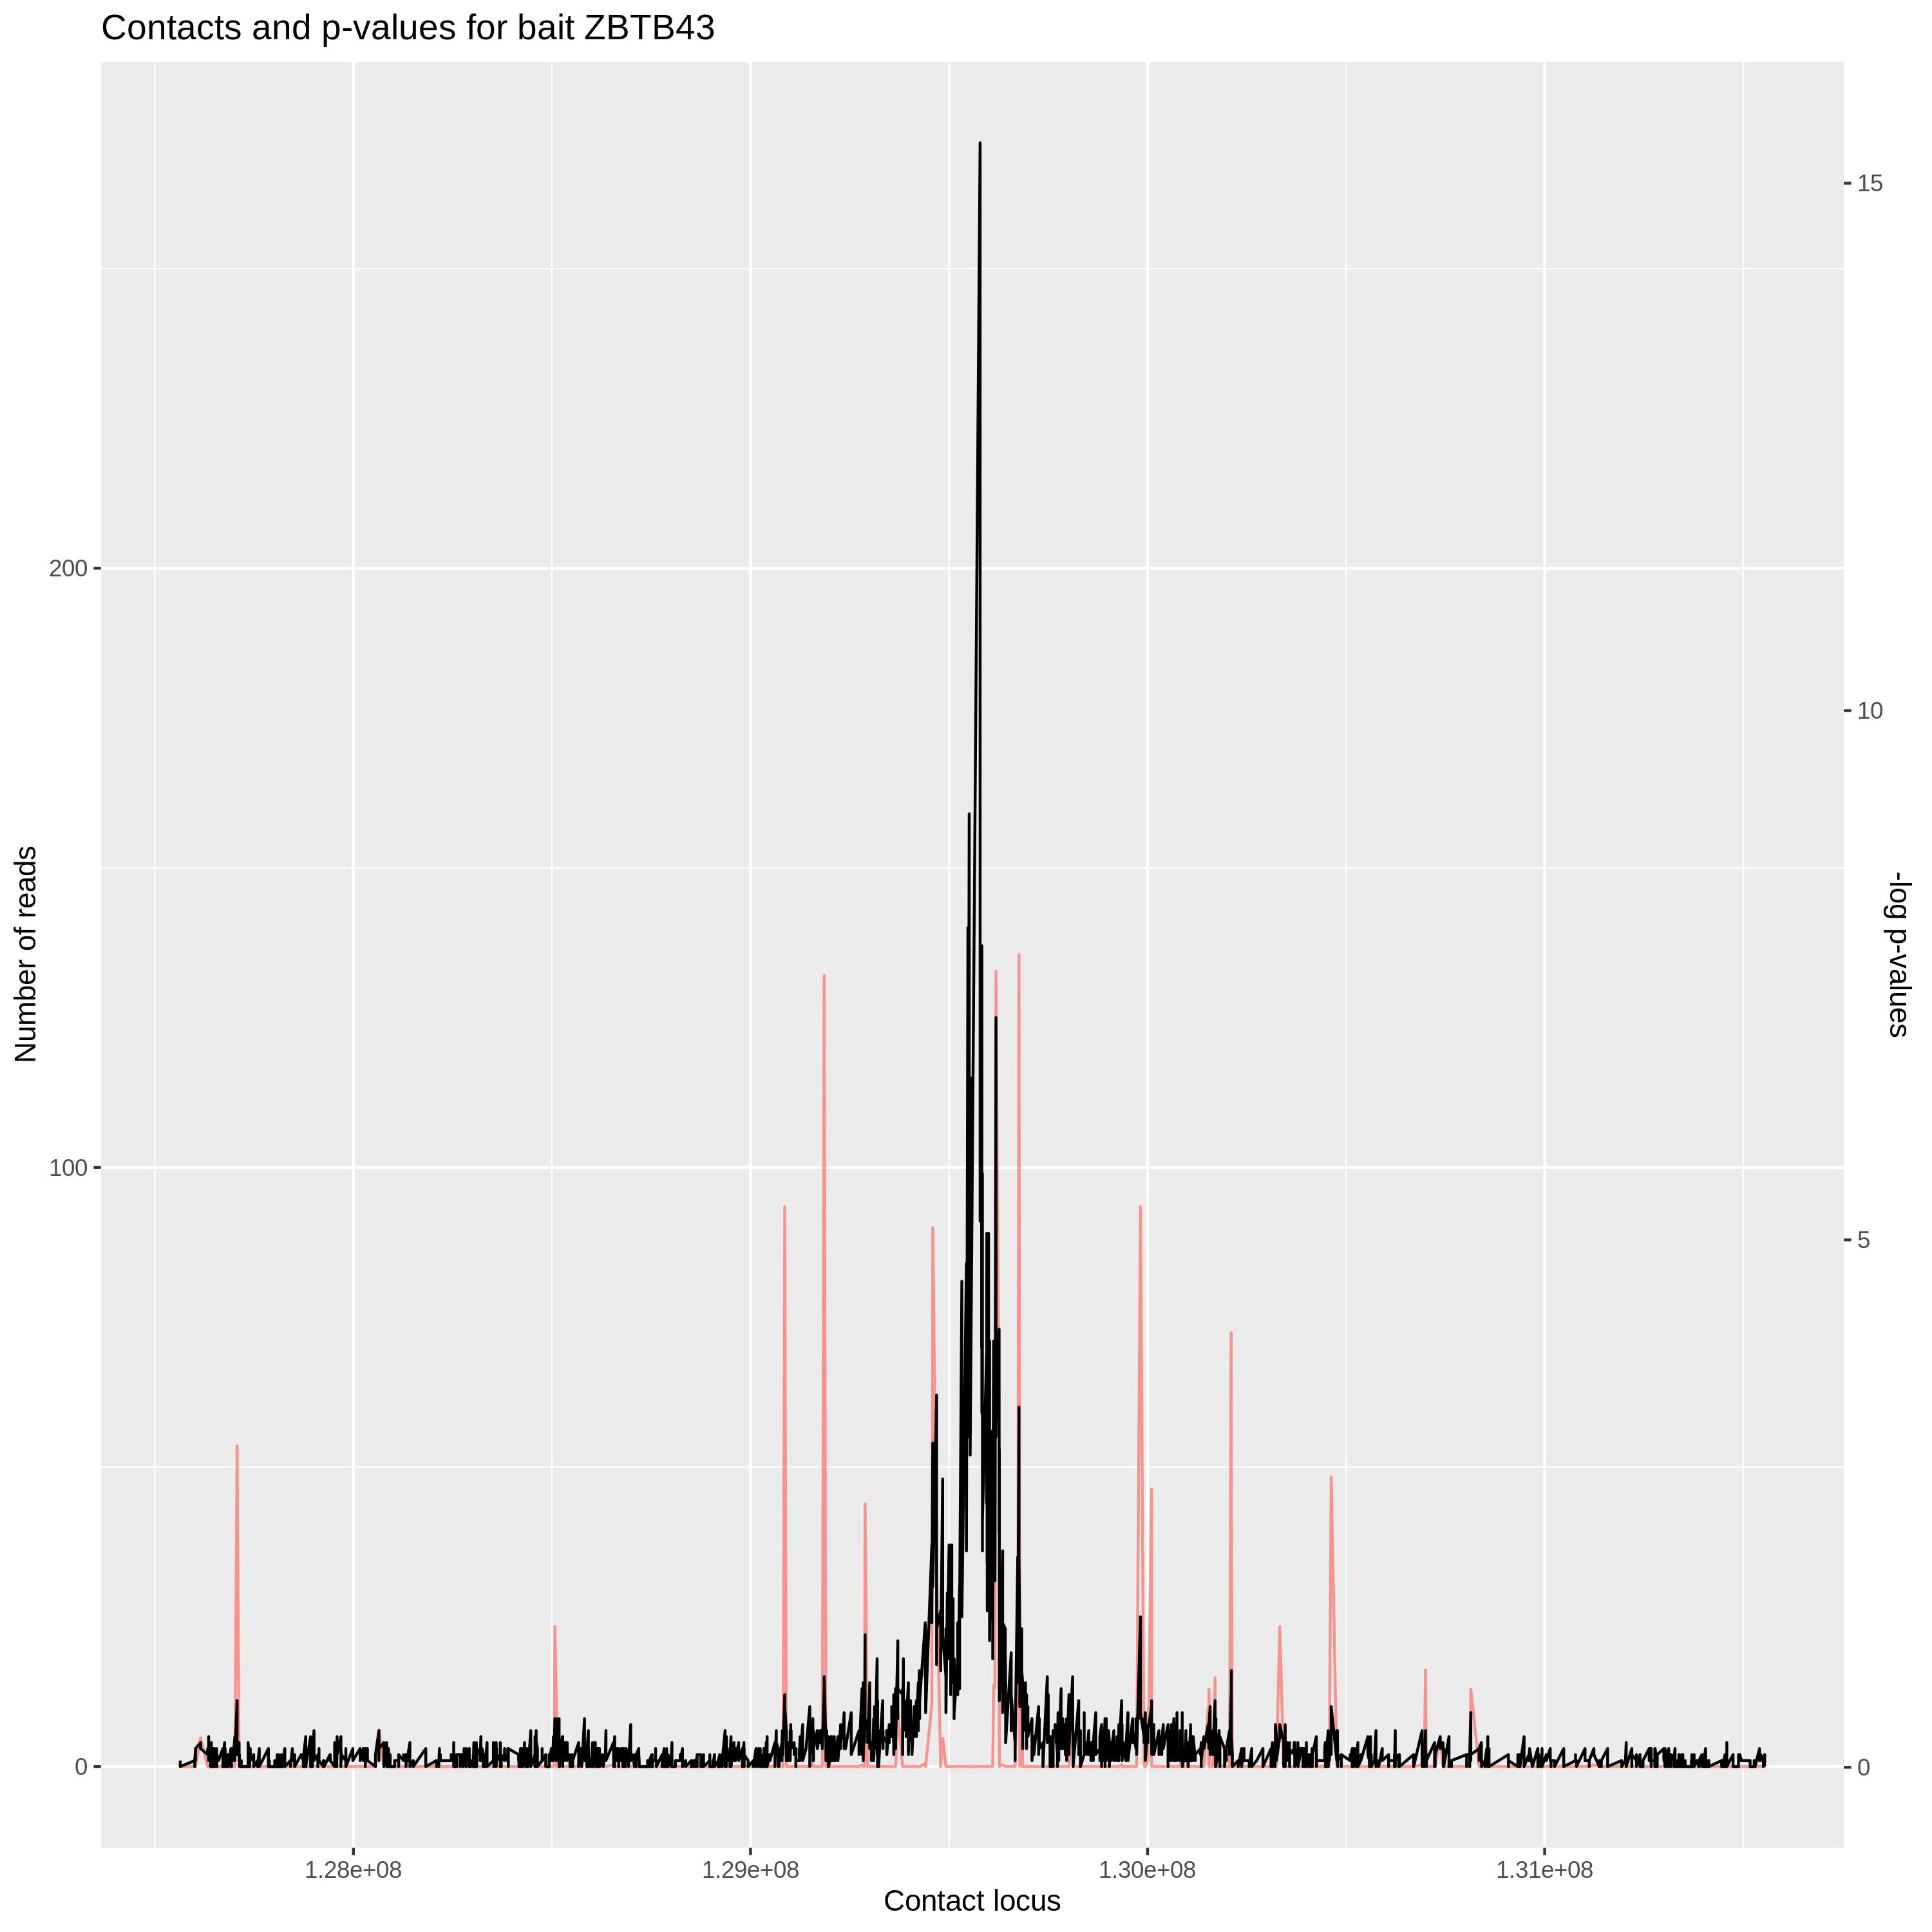 Contacts and p-values for bait ZBTB43
Number of reads
200
100
0
15
10
5
0
-log p-values
1.28e+08
1.29e+08
1.30e+08
1.31e+08
Contact locus